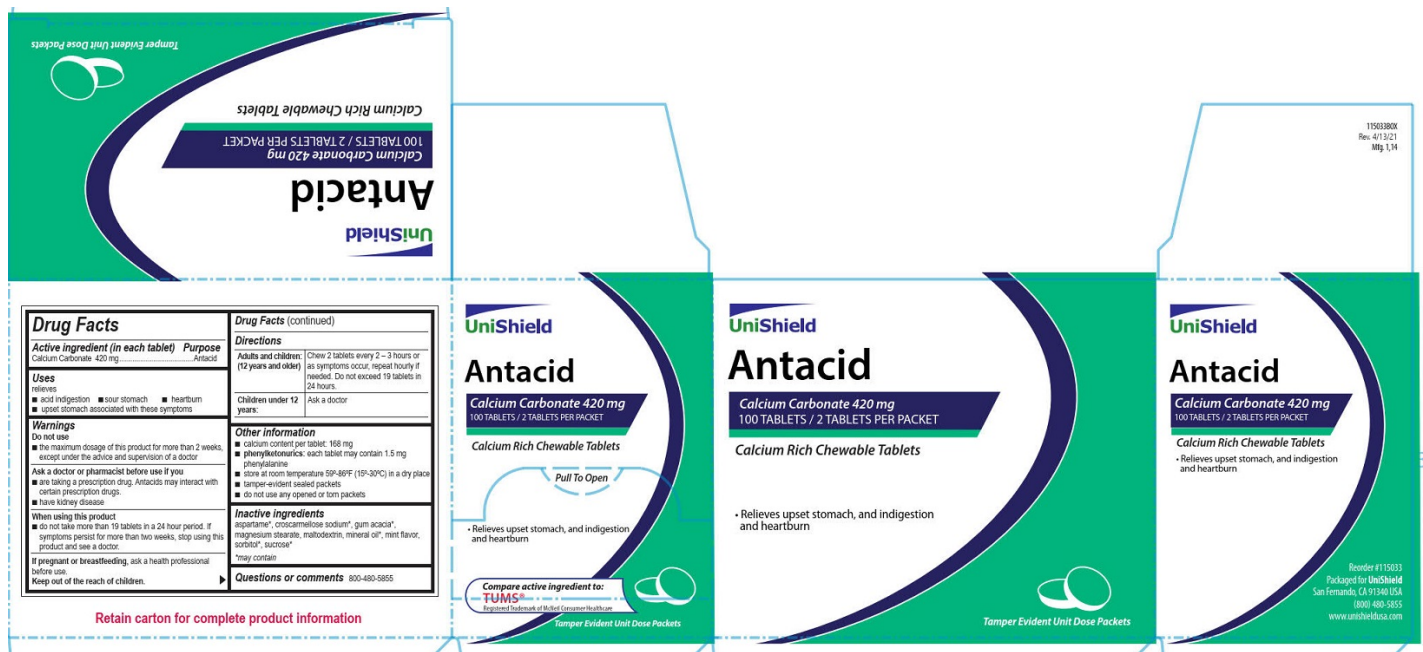 Tamper Evident Unit Dose Packets
Calcium Rich Chewable Tablets
100 TABLETS / 2 TABLETS PER PACKET
Calcium Carbonate 420 mg
Antacid
UniShield
115033BOX
Rev. 4/13/21
Mfg. 1,14
Drug Facts
Active ingredient (in each tablet) Purpose
Calcium Carbonate 420 mg....................................Antacid
Uses
relieves
■ acid indigestion ■ sour stomach ■ heartburn
■ upset stomach associated with these symptoms
Warnings
Do not use
■ the maximum dosage of this product for more than 2 weeks,
except under the advice and supervision of a doctor
Ask a doctor or pharmacist before use if you
■ are taking a prescription drug. Antacids may interact with
certain prescription drugs.
■ have kidney disease
When using this product
■ do not take more than 19 tablets in a 24 hour period. If
symptoms persist for more than two weeks, stop using this
product and see a doctor.
If pregnant or breastfeeding, ask a health professional
before use.
Keep out of the reach of children.
Drug Facts (continued)
Directions
Adults and children: Chew 2 tablets every 2 – 3 hours or
(12 years and older) as symptoms occur, repeat hourly if
needed. Do not exceed 19 tablets in
24 hours.
Children under 12 Ask a doctor
years:
Other information
■ calcium content per tablet: 168 mg
■ phenylketonurics: each tablet may contain 1.5 mg
phenylalanine
■ store at room temperature 59º-86ºF (15º-30ºC) in a dry place
■ tamper-evident sealed packets
■ do not use any opened or torn packets
Inactive ingredients
aspartame*, croscarmellose sodium*, gum acacia*,
magnesium stearate, maltodextrin, mineral oil*, mint flavor,
sorbitol*, sucrose*
*may contain
Questions or comments 800-480-5855
Retain carton for complete product information
UniShield
Antacid
Calcium Carbonate 420 mg
100 TABLETS / 2 TABLETS PER PACKET
Calcium Rich Chewable Tablets
Pull To Open
• Relieves upset stomach, and indigestion
and heartburn
Compare active ingredient to:
TUMS®
Registered Trademark of McNeil Consumer Healthcare
Tamper Evident Unit Dose Packets
UniShield
Antacid
Calcium Carbonate 420 mg
100 TABLETS / 2 TABLETS PER PACKET
Calcium Rich Chewable Tablets
• Relieves upset stomach, and indigestion
and heartburn
Tamper Evident Unit Dose Packets
UniShield
Antacid
Calcium Carbonate 420 mg
100 TABLETS / 2 TABLETS PER PACKET
Calcium Rich Chewable Tablets
• Relieves upset stomach, and indigestion
and heartburn
Reorder #115033
Packaged for UniShield
San Fernando, CA 91340 USA
(800) 480-5855
www.unishieldusa.com